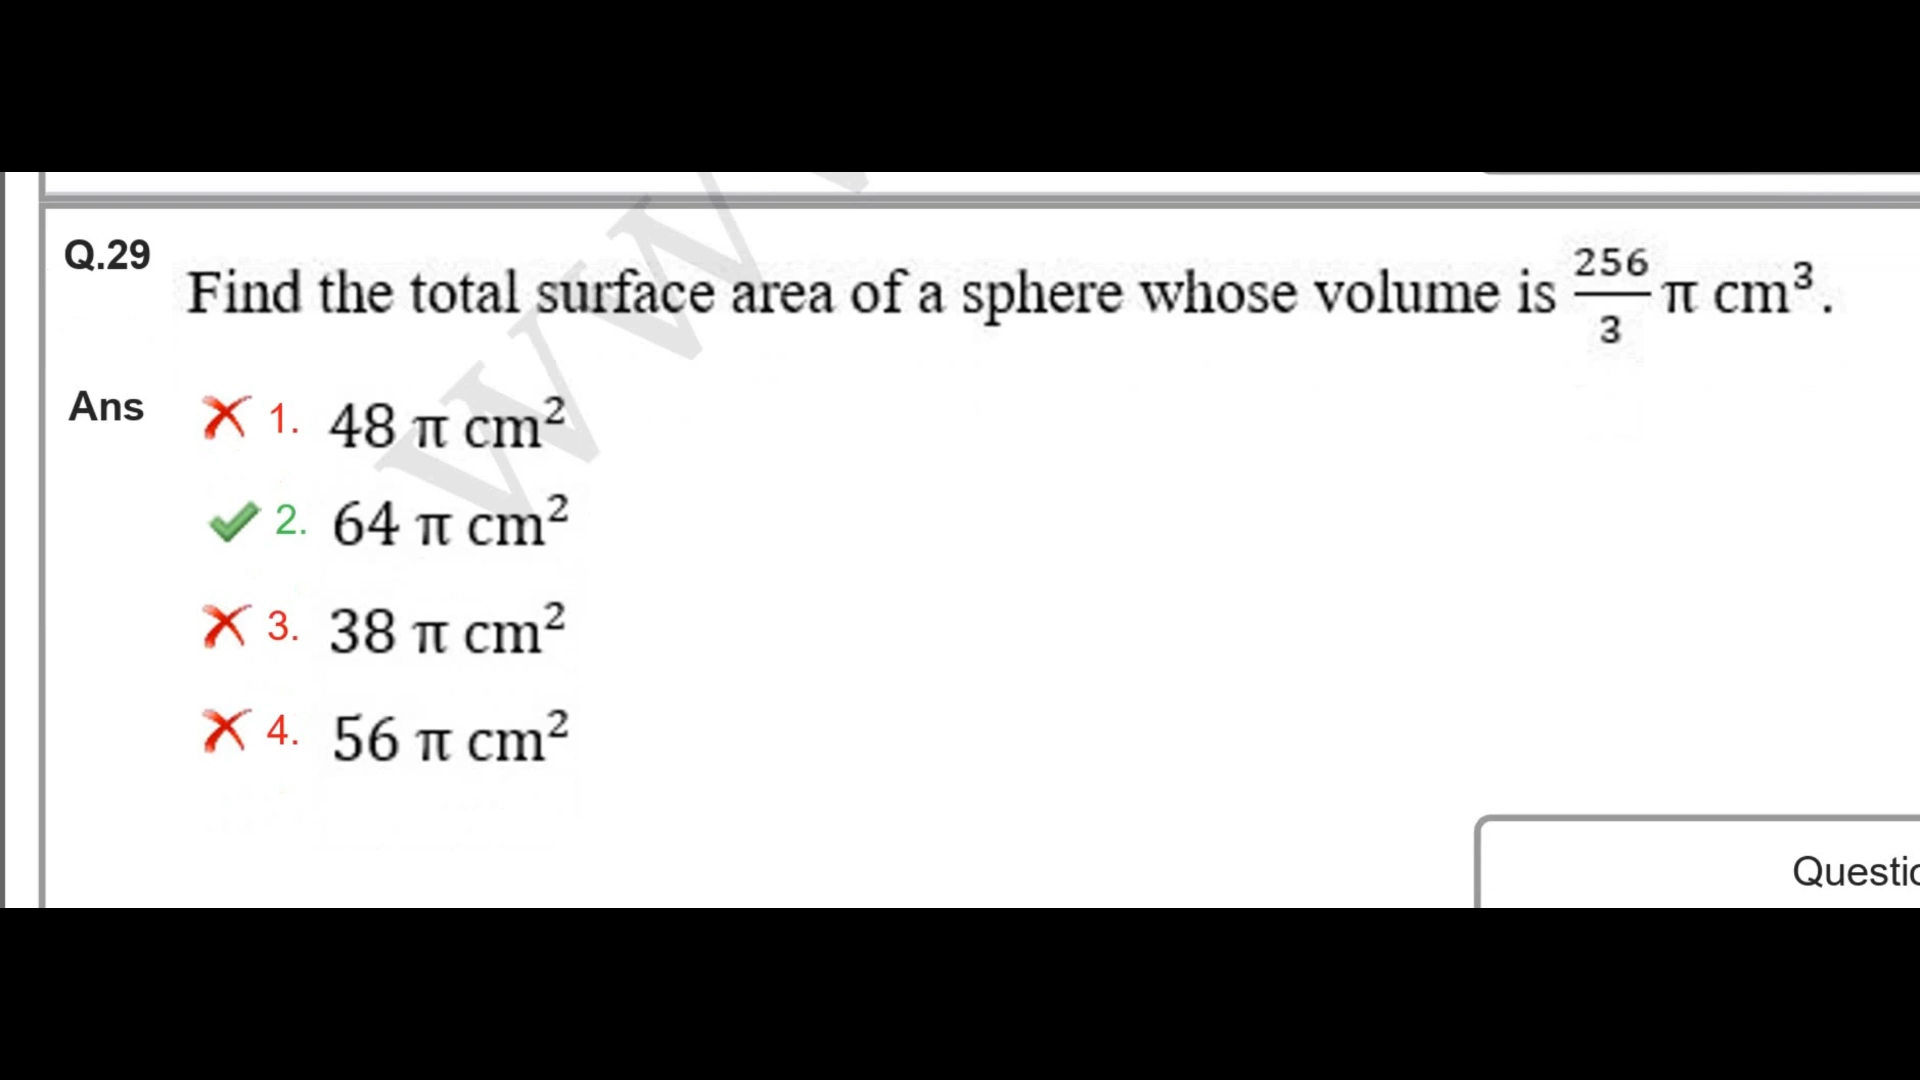 Q.29 Find the total surface area of a sphere whose volume is \frac{256}{3} π cm³.
Ans 1. 48 π cm²
2. 64 π cm²
3. 38 π cm²
4. 56 π cm²